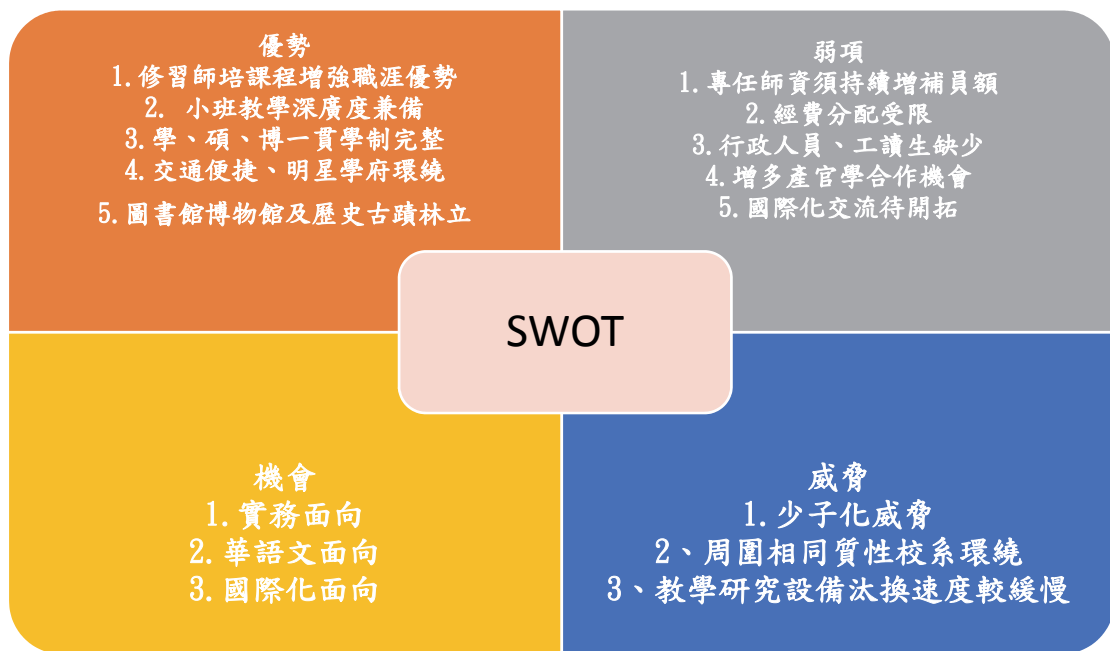 優勢
1.修習師培課程增強職涯優勢
2. 小班教學深廣度兼備
3.學、碩、博一貫學制完整
4.交通便捷、明星學府環繞
5.圖書館博物館及歷史古蹟林立
弱項
1.專任師資須持續增補員額
2.經費分配受限
3.行政人員、工讀生缺少
4.增多產官學合作機會
5.國際化交流待開拓
SWOT
機會
1.實務面向
2.華語文面向
3.國際化面向
威脅
1.少子化威脅
2、周圍相同質性校系環繞
3、教學研究設備汰換速度較緩慢